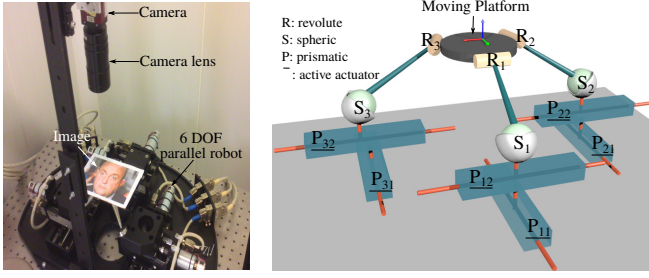 Camera
Camera lens
Image
6 DOF
parallel robot
Moving Platform
R: revolute
S: spheric
P: prismatic
_: active actuator
R3
R2
R1
S3
S2
S1
P32
P31
P22
P21
P12
P11